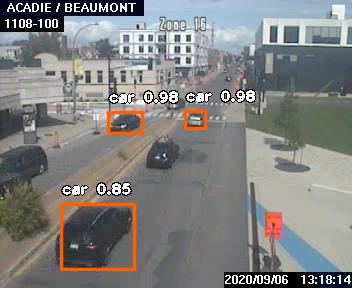 ACADIE / BEAUMONT
1108-100
Zone 16
car 0.98
car 0.98
car 0.85
2020/09/06 13:18:14